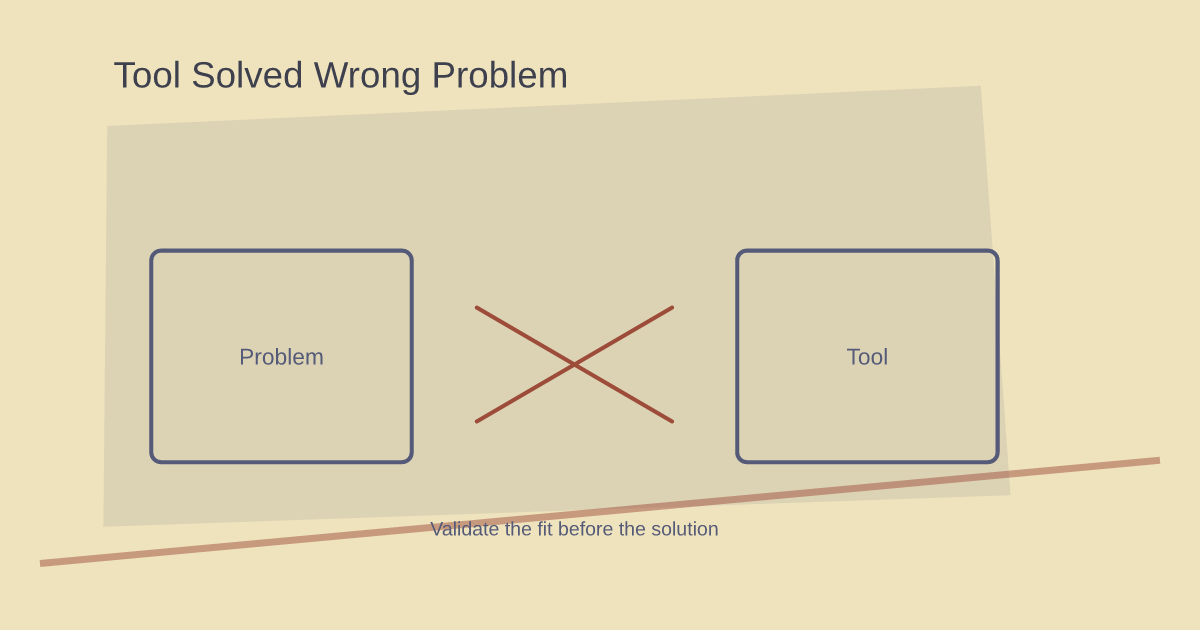 Tool Solved Wrong Problem
Problem
Tool
Validate the fit before the solution